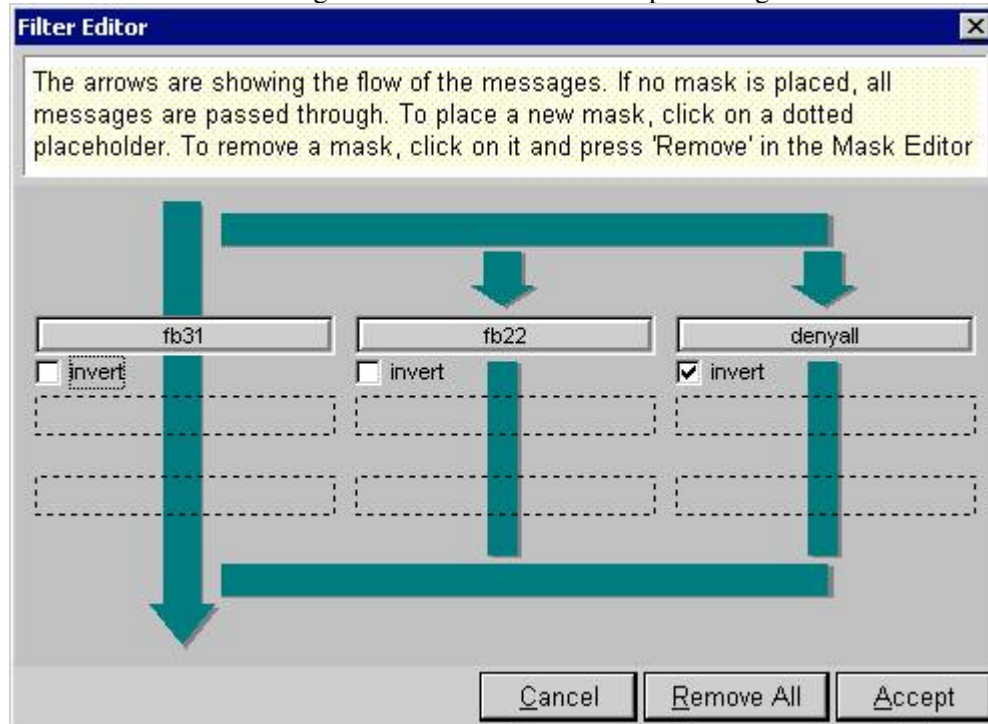 Filter Editor
The arrows are showing the flow of the messages. If no mask is placed, all
messages are passed through. To place a new mask, click on a dotted
placeholder. To remove a mask, click on it and press 'Remove' in the Mask Editor
fb31 fb22 denyall
invert invert invert
Cancel Remove All Accept